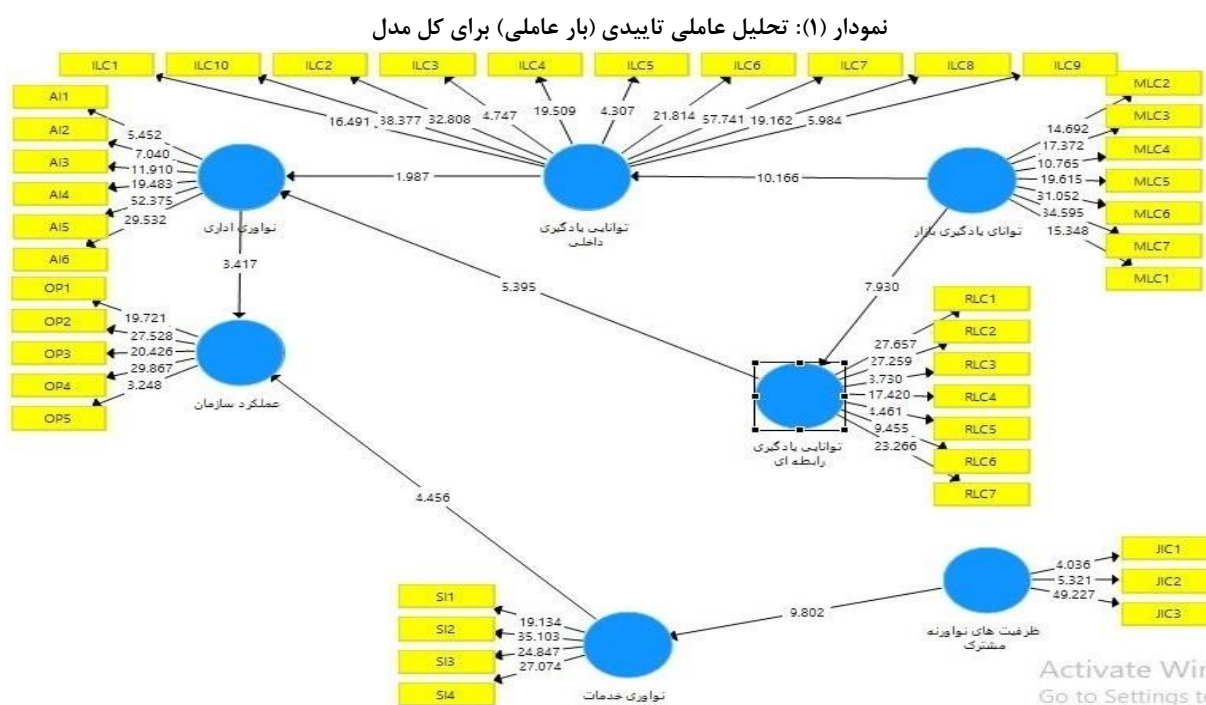 نمودار (۱): تحلیل عاملی تاییدی (بار عاملی) برای کل مدل
ILC1 ILC10 ILC2 ILC3 ILC4 ILC5 ILC6 ILC7 ILC8 ILC9
16.491 38.377 32.808 4.747 19.509 4.307 21.814 57.741 19.162 5.984
AI1
AI2
AI3
AI4
AI5
AI6
5.452
7.040
11.910
19.483
52.375
29.532
نواوری اداری
1.987
توانایی یادگیری
داخلی
10.166
توانای یادگیری بازار
14.692
17.372
10.765
19.615
31.052
34.595
15.348
MLC2
MLC3
MLC4
MLC5
MLC6
MLC7
MLC1
3.417
5.395
7.930
OP1
OP2
OP3
OP4
OP5
19.721
27.528
20.426
29.867
3.248
عملکرد سازمان
توانایی یادگیری
رابطه ای
27.657
27.259
3.730
17.420
4.461
9.455
23.266
RLC1
RLC2
RLC3
RLC4
RLC5
RLC6
RLC7
4.456
SI1
SI2
SI3
SI4
19.134
35.103
24.847
27.074
نواوری خدمات
9.802
ظرفیت های نواورنه
مشترک
4.036
5.321
49.227
JIC1
JIC2
JIC3
Activate Wir
Go to Settings t